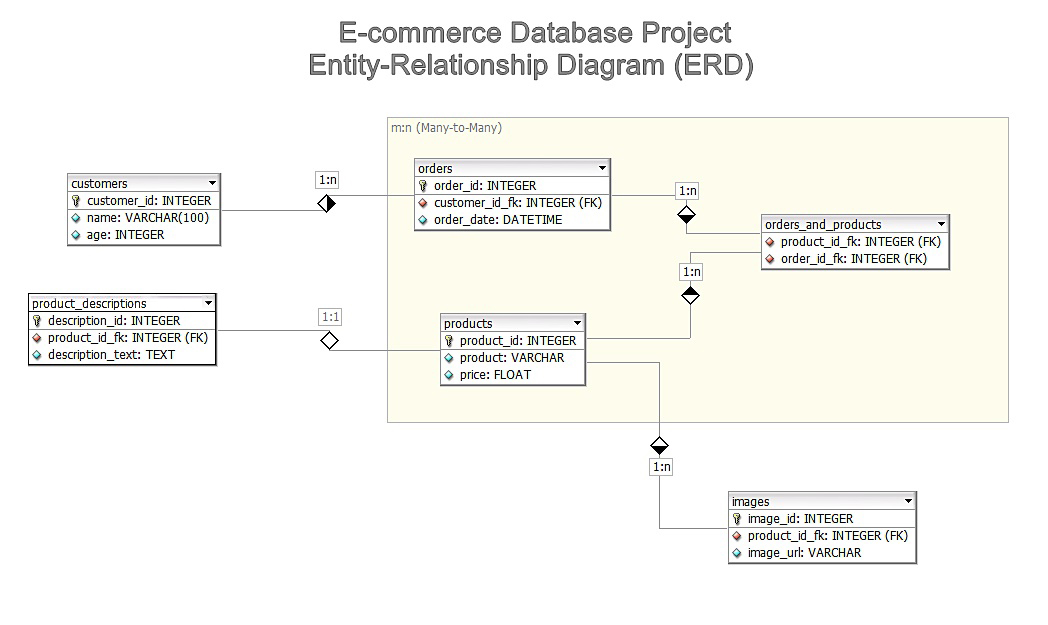 E-commerce Database Project
Entity-Relationship Diagram (ERD)
m:n (Many-to-Many)
customers
customer_id: INTEGER
name: VARCHAR(100)
age: INTEGER
1:n
orders
order_id: INTEGER
customer_id_fk: INTEGER (FK)
order_date: DATETIME
1:n
orders_and_products
product_id_fk: INTEGER (FK)
order_id_fk: INTEGER (FK)
1:n
product_descriptions
description_id: INTEGER
product_id_fk: INTEGER (FK)
description_text: TEXT
1:1
products
product_id: INTEGER
product: VARCHAR
price: FLOAT
1:n
images
image_id: INTEGER
product_id_fk: INTEGER (FK)
image_url: VARCHAR